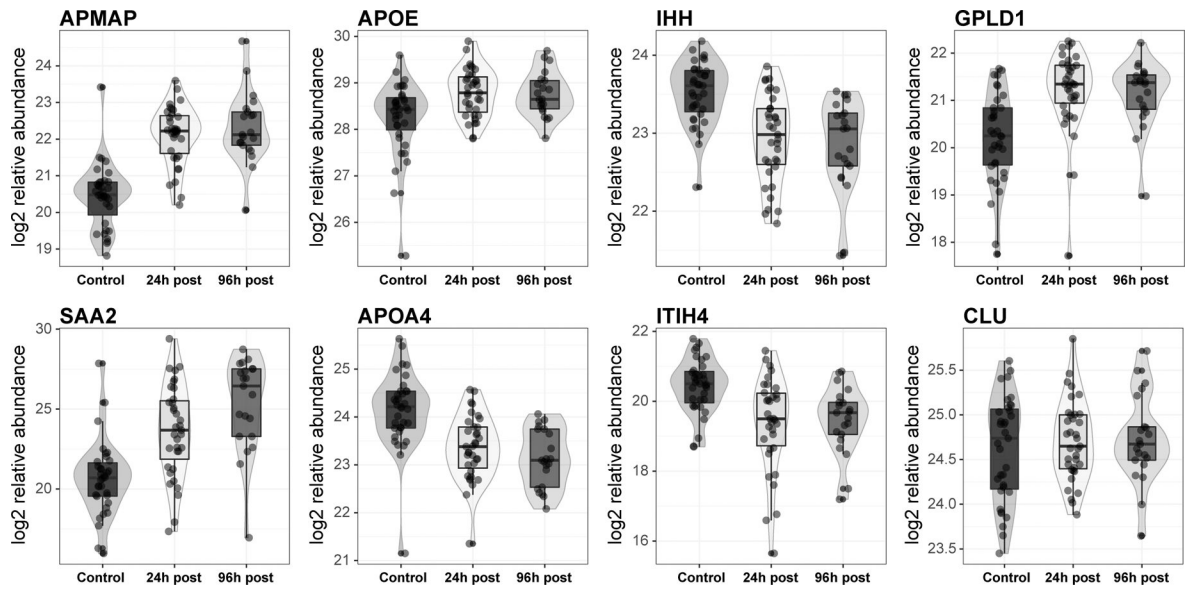 APMAP
APOE
IHH
GPLD1
log2 relative abundance
24
23
22
21
20
19
Control
24h post
96h post
log2 relative abundance
30
29
28
27
26
25
Control
24h post
96h post
log2 relative abundance
24
23
22
Control
24h post
96h post
log2 relative abundance
22
21
20
19
18
Control
24h post
96h post
SAA2
APOA4
ITIH4
CLU
log2 relative abundance
30
25
20
Control
24h post
96h post
log2 relative abundance
25
24
23
22
21
Control
24h post
96h post
log2 relative abundance
22
20
18
16
Control
24h post
96h post
log2 relative abundance
25.5
25.0
24.5
24.0
23.5
Control
24h post
96h post